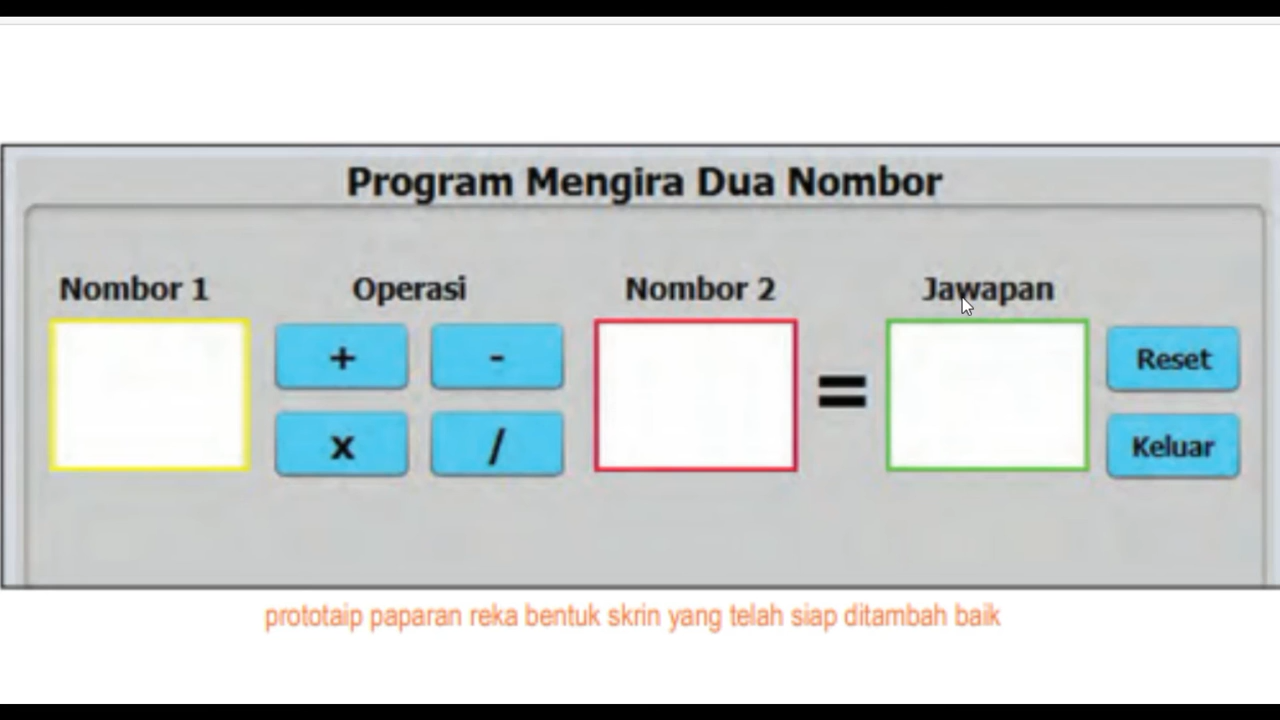 Program Mengira Dua Nombor
Nombor 1 Operasi Nombor 2 Jawapan
+ - Reset
=
x / Keluar
prototaip paparan reka bentuk skrin yang telah siap ditambah baik